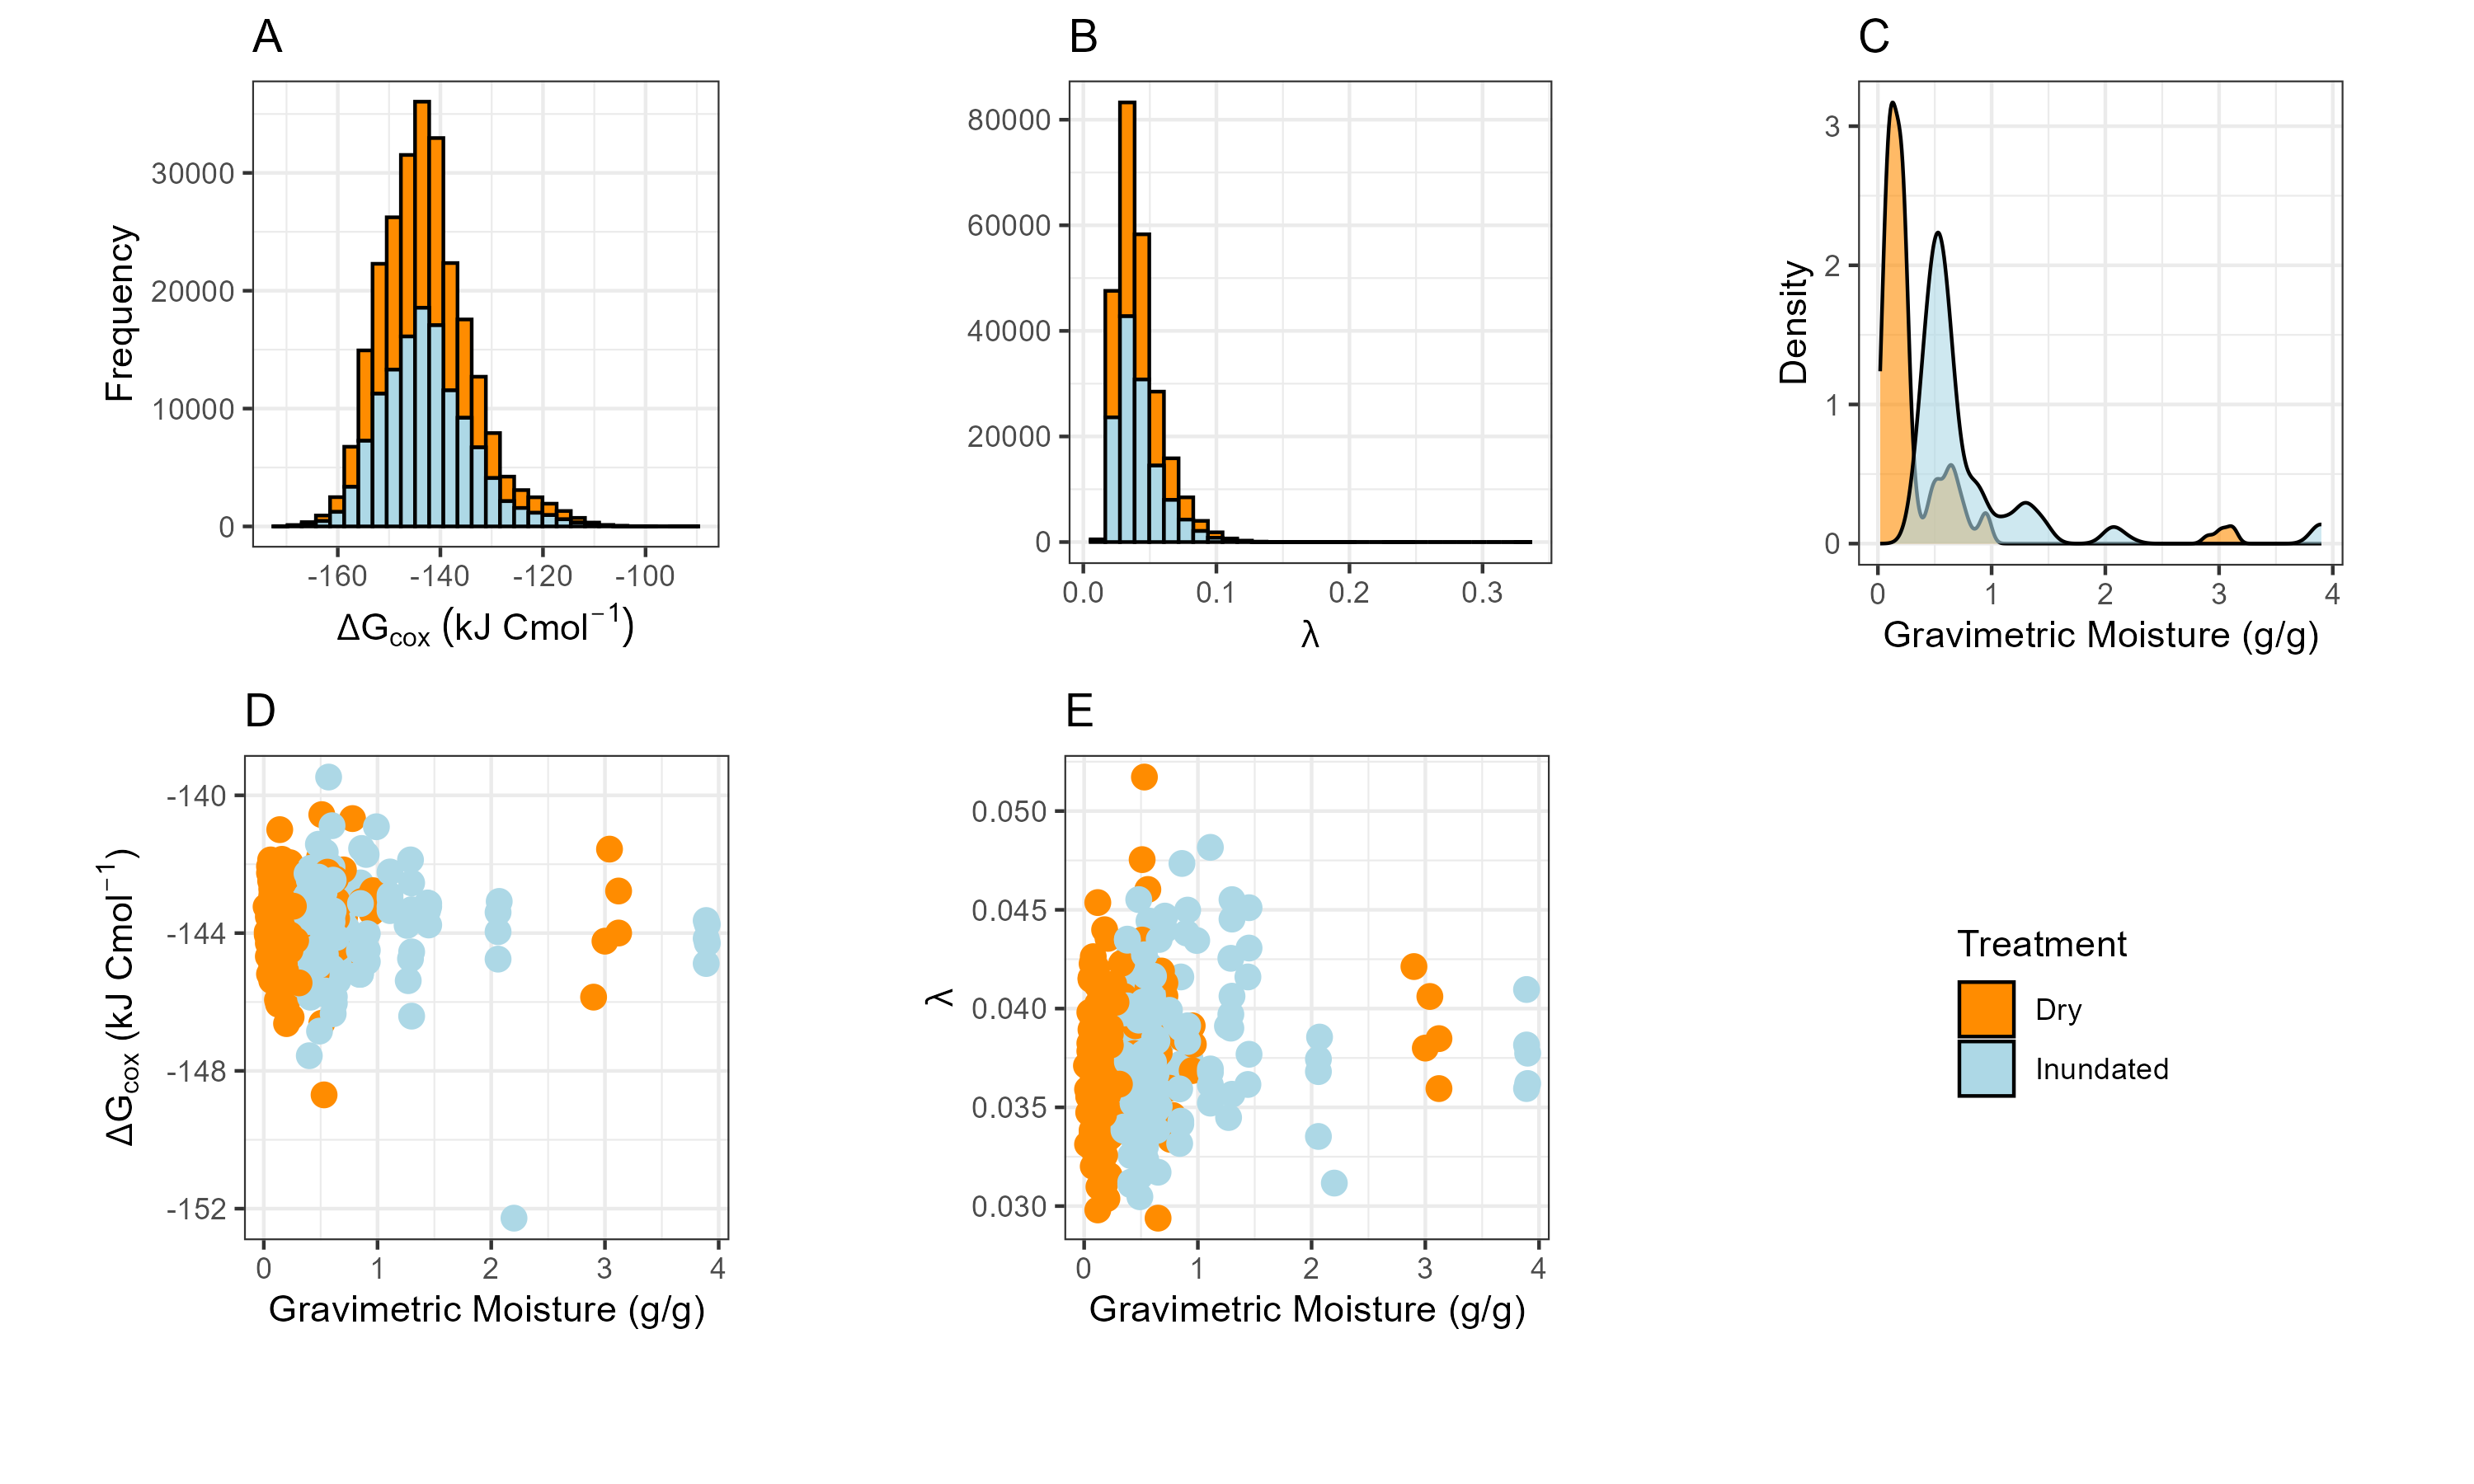 A
Frequency
30000
20000
10000
0
-160 -140 -120 -100
ΔGcox (kJ Cmol−1)
B
80000
60000
40000
20000
0
0.0 0.1 0.2 0.3
λ
C
Density
3
2
1
0
0 1 2 3 4
Gravimetric Moisture (g/g)
D
ΔGcox (kJ Cmol−1)
-140
-144
-148
-152
0 1 2 3 4
Gravimetric Moisture (g/g)
E
λ
0.050
0.045
0.040
0.035
0.030
0 1 2 3 4
Gravimetric Moisture (g/g)
Treatment
Dry
Inundated